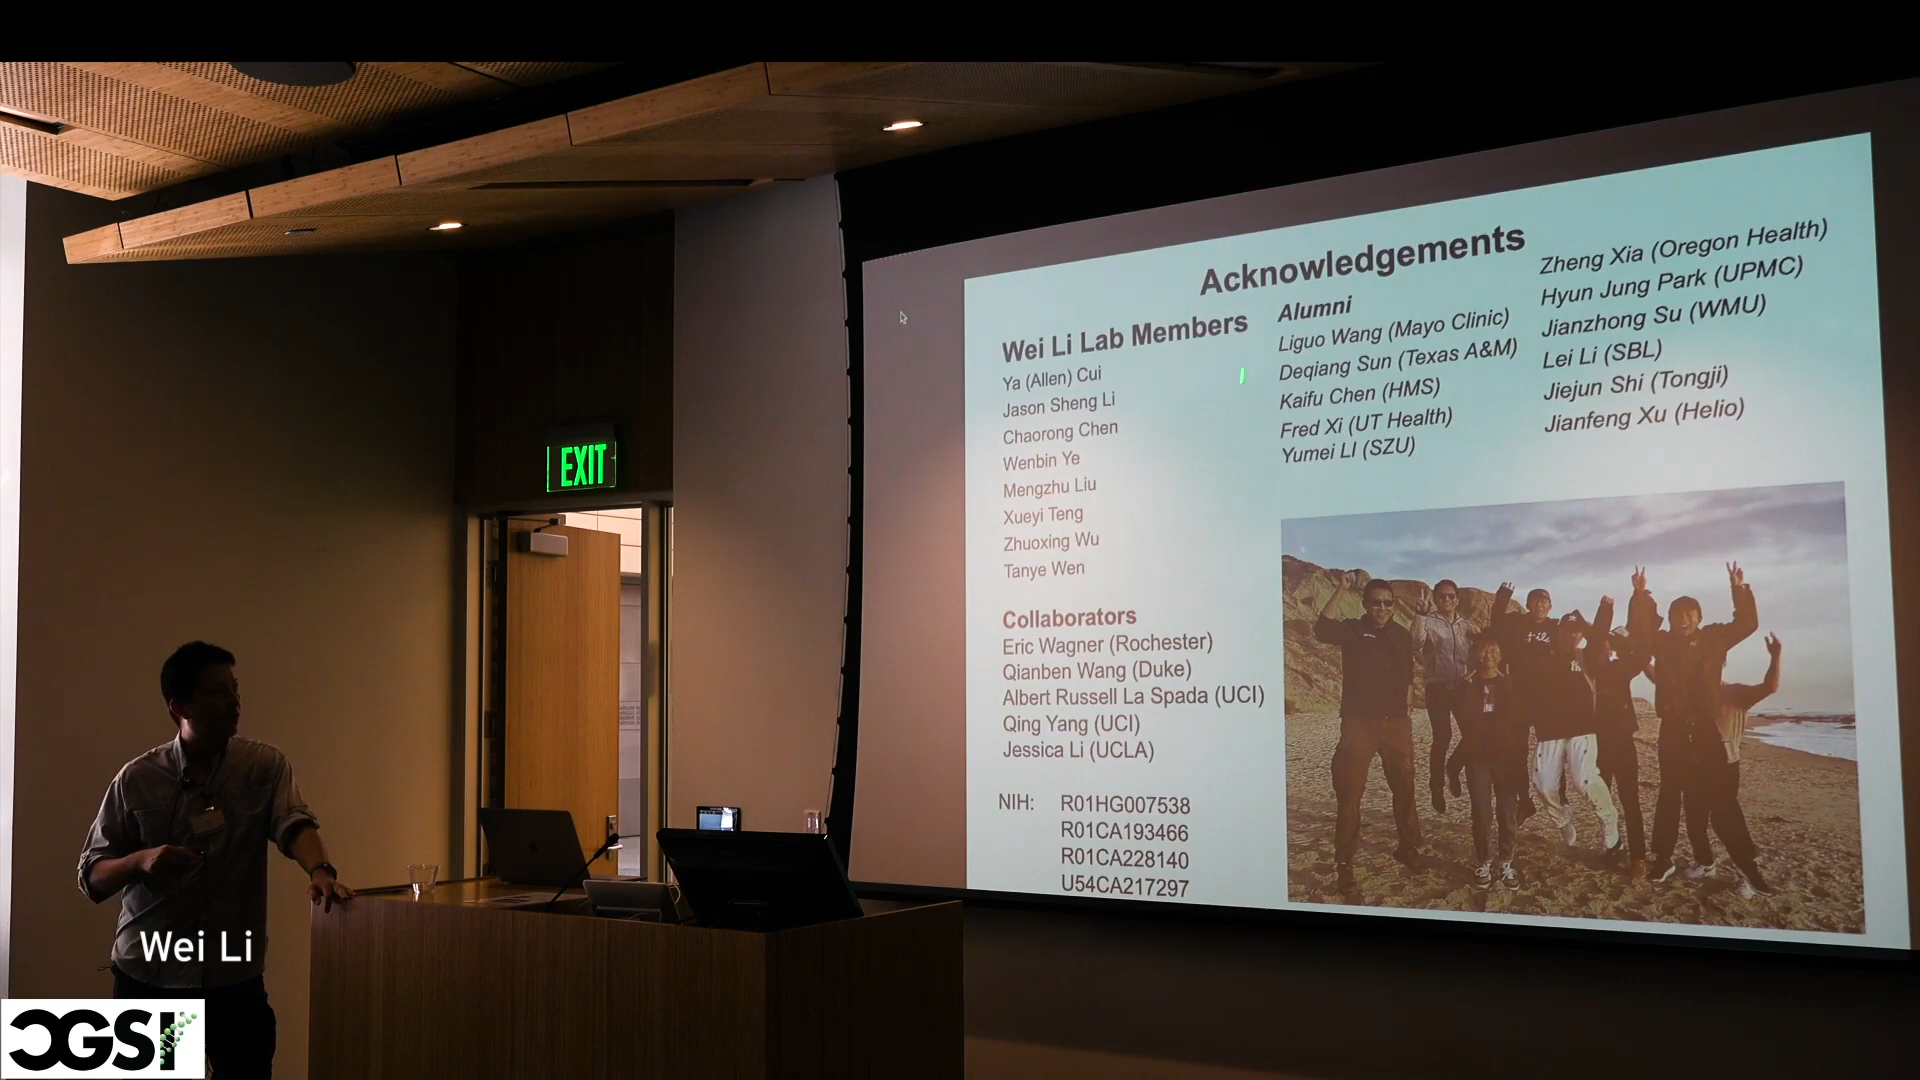 Acknowledgements
Wei Li Lab Members
Ya (Allen) Cui
Jason Sheng Li
Chaorong Chen
Wenbin Ye
Mengzhu Liu
Xueyi Teng
Zhuoxing Wu
Tanye Wen
Collaborators
Eric Wagner (Rochester)
Qianben Wang (Duke)
Albert Russell La Spada (UCI)
Qing Yang (UCI)
Jessica Li (UCLA)
NIH: R01HG007538
R01CA193466
R01CA228140
U54CA217297
Alumni
Liguo Wang (Mayo Clinic)
Deqiang Sun (Texas A&M)
Kaifu Chen (HMS)
Fred Xi (UT Health)
Yumei LI (SZU)
Zheng Xia (Oregon Health)
Hyun Jung Park (UPMC)
Jianzhong Su (WMU)
Lei Li (SBL)
Jiejun Shi (Tongji)
Jianfeng Xu (Helio)
EXIT
Wei Li
CGSI